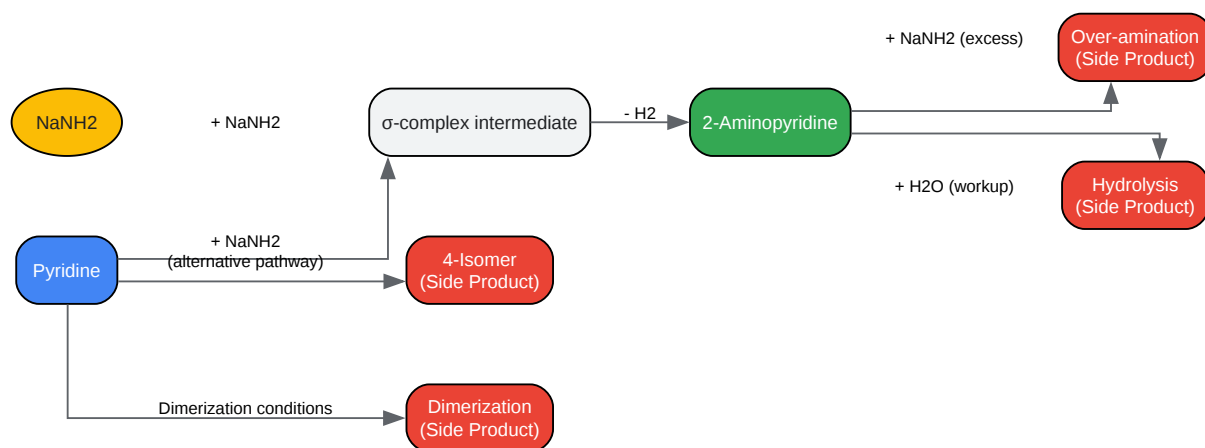 + NaNH2 (excess)
Over-amination
(Side Product)
NaNH2
+ NaNH2
σ-complex intermediate
- H2
2-Aminopyridine
+ H2O (workup)
Hydrolysis
(Side Product)
Pyridine
+ NaNH2
(alternative pathway)
4-Isomer
(Side Product)
Dimerization conditions
Dimerization
(Side Product)